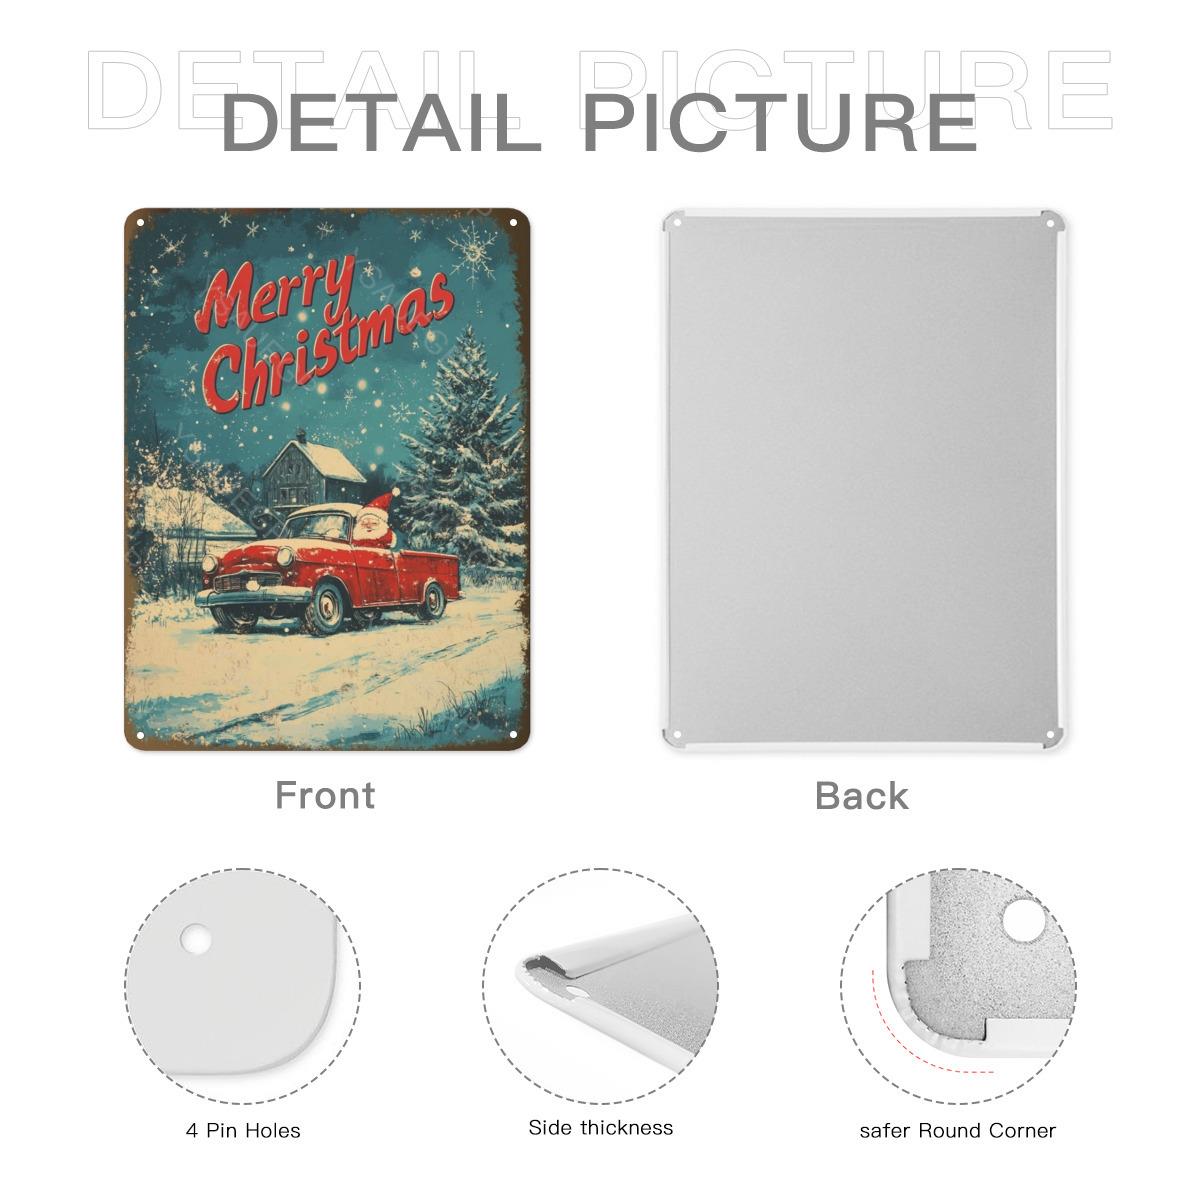 DETAIL PICTURE
DETAIL PICTURE
Merry
Christmas
Front
Back
4 Pin Holes
Side thickness
safer Round Corner